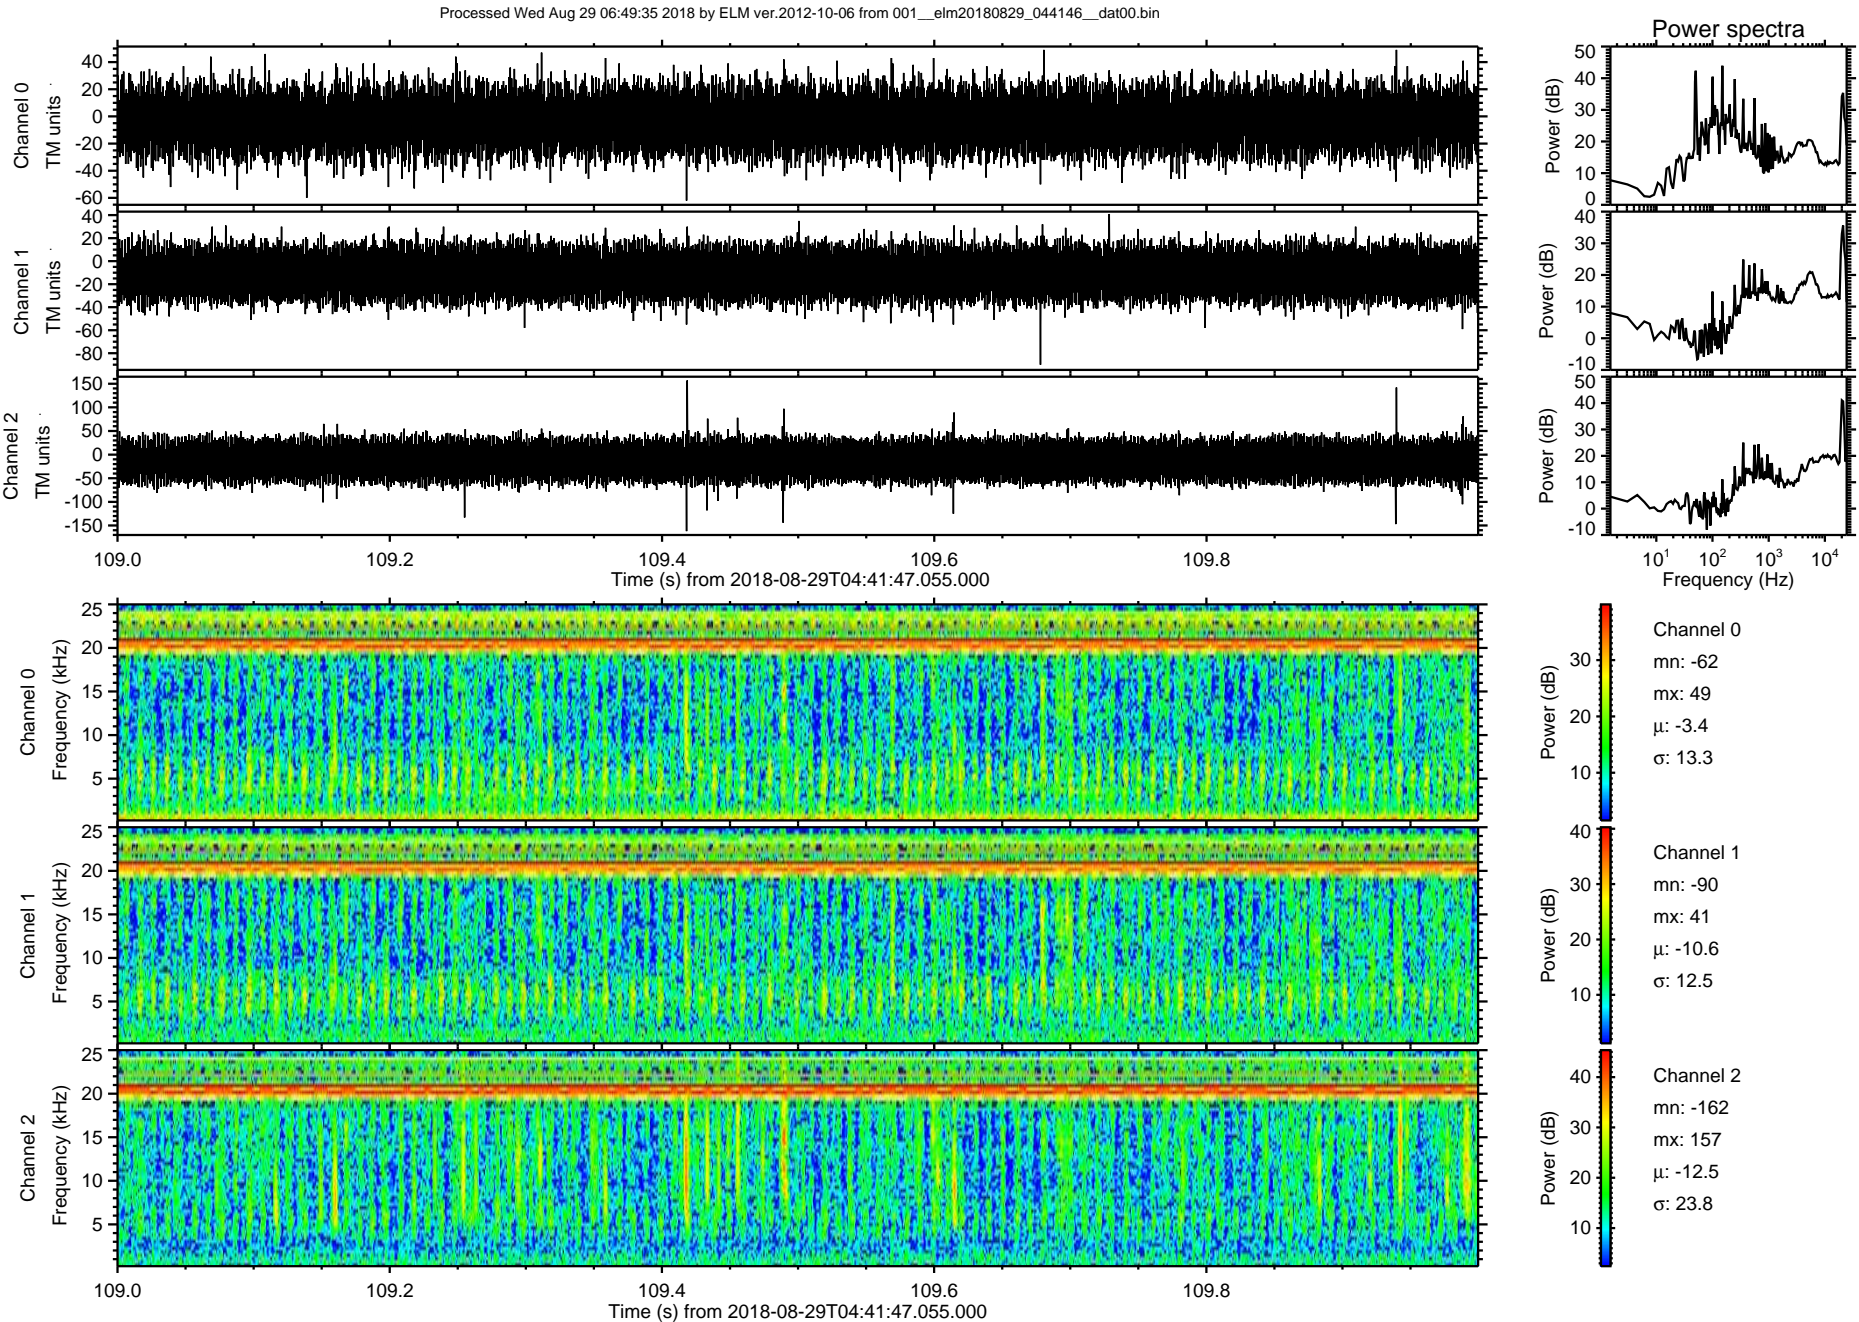 Processed Wed Aug 29 06:49:35 2018 by ELM ver.2012-10-06 from 001__elm20180829_044146__dat00.bin
Power spectra
Channel 0
TM units
40
20
0
-20
-40
-60
Power (dB)
50
40
30
20
10
0
Channel 1
TM units
40
20
0
-20
-40
-60
-80
Power (dB)
40
30
20
10
0
-10
Channel 2
TM units
150
100
50
0
-50
-100
-150
Power (dB)
50
40
30
20
10
0
-10
109.0 109.2 109.4 109.6 109.8
Time (s) from 2018-08-29T04:41:47.055.000
10^1 10^2 10^3 10^4
Frequency (Hz)
Channel 0
Frequency (kHz)
25
20
15
10
5
Power (dB)
30
20
10
Channel 0
mn: -62
mx: 49
μ: -3.4
σ: 13.3
Channel 1
Frequency (kHz)
25
20
15
10
5
Power (dB)
40
30
20
10
Channel 1
mn: -90
mx: 41
μ: -10.6
σ: 12.5
Channel 2
Frequency (kHz)
25
20
15
10
5
Power (dB)
40
30
20
10
Channel 2
mn: -162
mx: 157
μ: -12.5
σ: 23.8
109.0 109.2 109.4 109.6 109.8
Time (s) from 2018-08-29T04:41:47.055.000